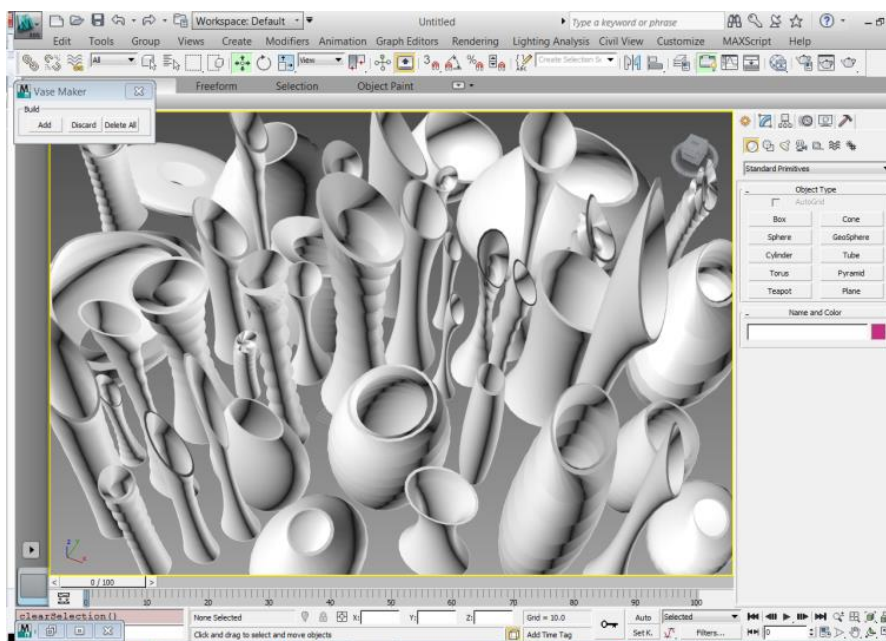 Workspace: Default
Untitled
Type a keyword or phrase
Edit Tools Group Views Create Modifiers Animation Graph Editors Rendering Lighting Analysis Civil View Customize MAXScript Help
All
View
3
Create Selection S
Vase Maker
Freeform Selection Object Paint
Build
Add Discard Delete All
Standard Primitives
Object Type
AutoGrid
Box Cone
Sphere GeoSphere
Cylinder Tube
Torus Pyramid
Teapot Plane
Name and Color
0 / 100
10 20 30 40 50 60 70 80 90 100
clearSelection()
None Selected X: Y: Z: Grid = 10.0 Auto Selected 0
Click and drag to select and move objects Add Time Tag Set K. Filters...